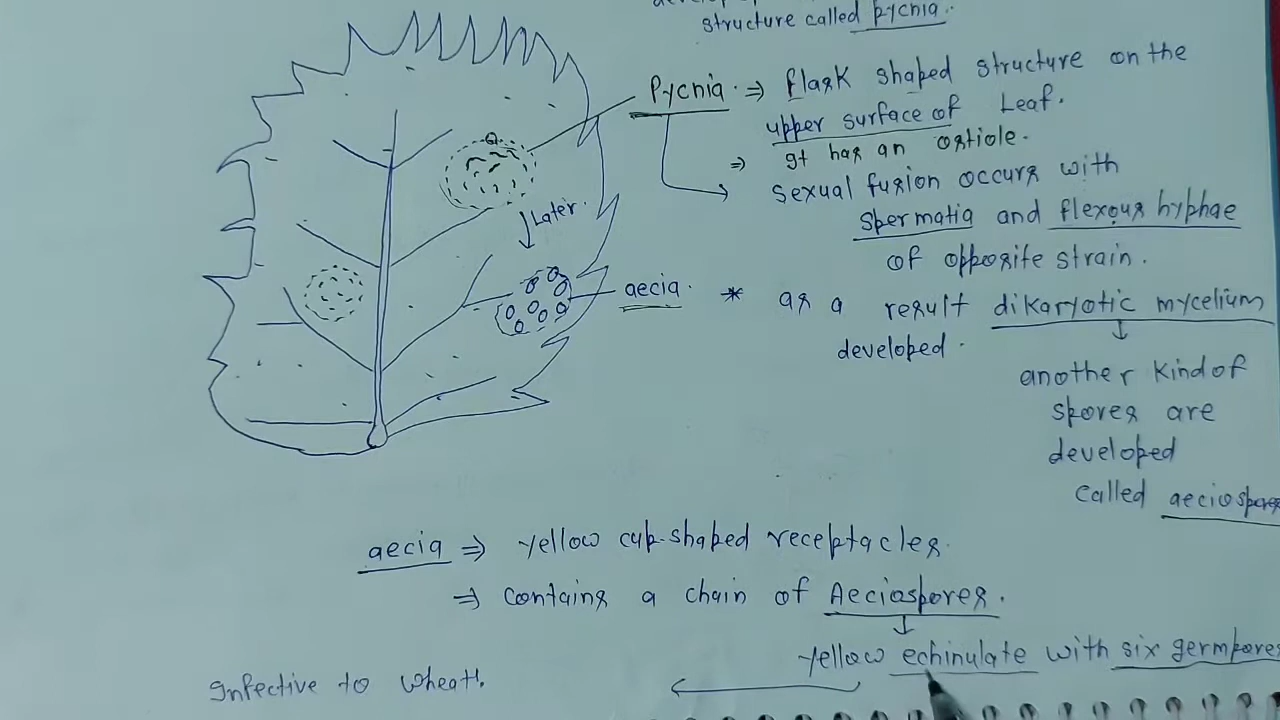 structure called pycnia.
Pycnia ⇒ flask shaped structure on the
upper surface of Leaf.
⇒ It has an ostiole.
Sexual fusion occurs with
spermatia and flexous hyphae
of opposite strain.
Later.
aecia * as a result dikaryotic mycelium
developed.
another kind of
spores are
developed
called aeciospores
aecia ⇒ yellow cup-shaped receptacles.
⇒ contains a chain of Aeciospores.
yellow echinulate with six germpores
Infective to wheat.